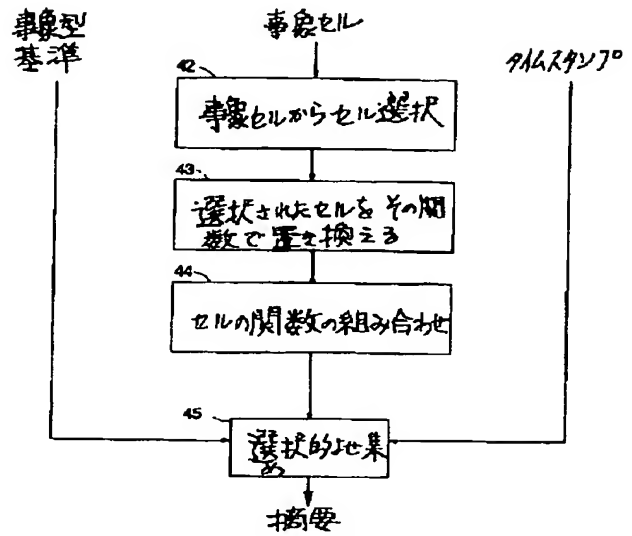 事象型
基準
事象セル
タイムスタンプ
42
事象セルからセル選択
43
選択されたセルをその関
数で置き換える
44
セルの関数の組み合わせ
45
選択的よせ集
め
摘要